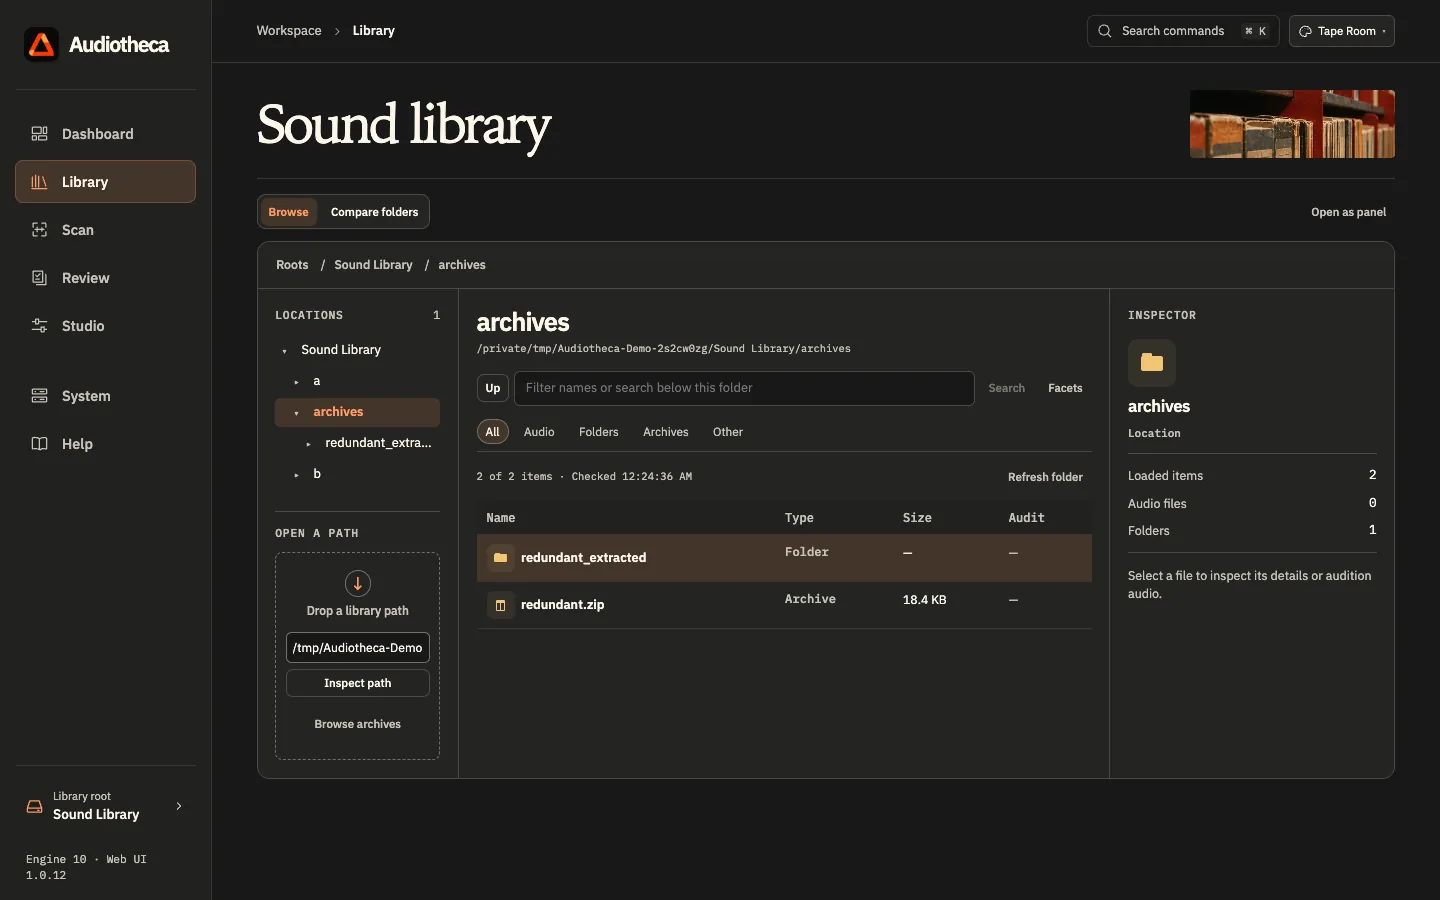 Audiotheca
Dashboard
Library
Scan
Review
Studio
System
Help
Library root
Sound Library
Engine 10 · Web UI
1.0.12
Workspace > Library
Search commands ⌘ K
Tape Room
Sound library
Browse Compare folders
Open as panel
Roots / Sound Library / archives
LOCATIONS 1
Sound Library
a
archives
redundant_extra...
b
OPEN A PATH
Drop a library path
/tmp/Audiotheca-Demo
Inspect path
Browse archives
archives
/private/tmp/Audiotheca-Demo-2s2cw0zg/Sound Library/archives
Up Filter names or search below this folder Search Facets
All Audio Folders Archives Other
2 of 2 items · Checked 12:24:36 AM Refresh folder
Name Type Size Audit
redundant_extracted Folder — —
redundant.zip Archive 18.4 KB —
INSPECTOR
archives
Location
Loaded items 2
Audio files 0
Folders 1
Select a file to inspect its details or audition
audio.